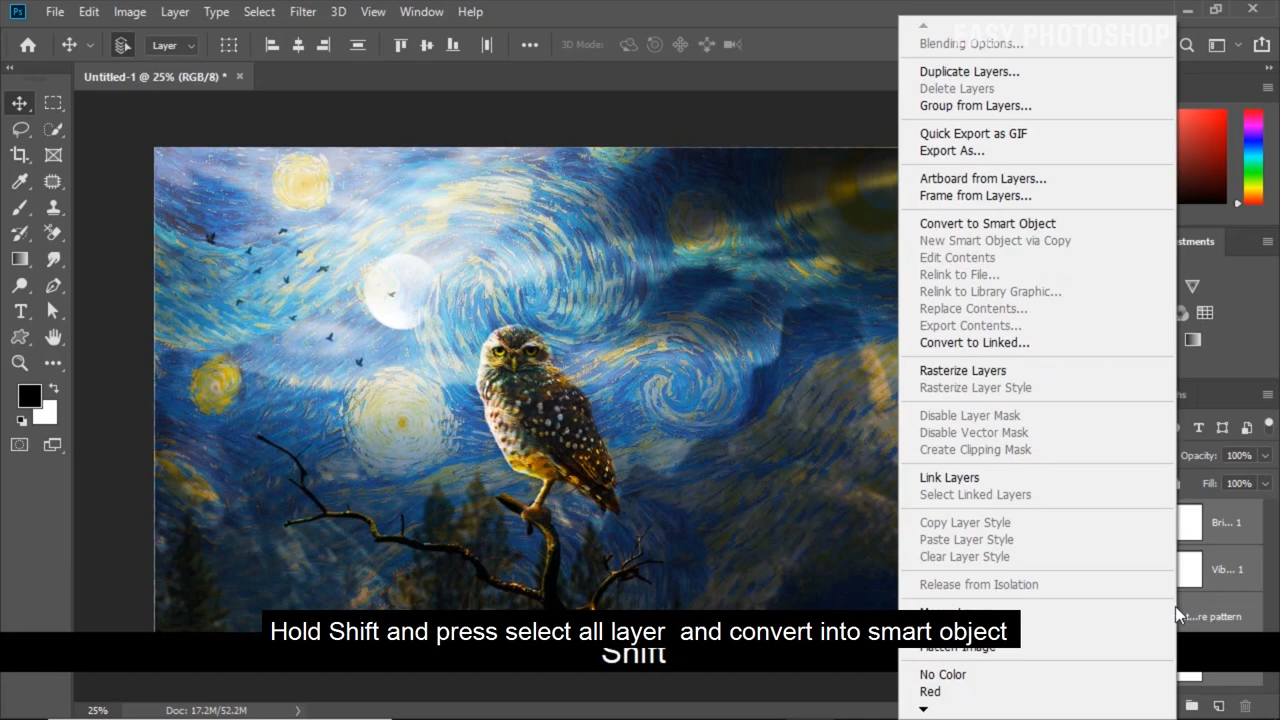 Ps File Edit Image Layer Type Select Filter 3D View Window Help
Layer
3D Mode:
EASY PHOTOSHOP
Untitled-1 @ 25% (RGB/8) *
Blending Options...
Duplicate Layers...
Delete Layers
Group from Layers...
Quick Export as GIF
Export As...
Artboard from Layers...
Frame from Layers...
Convert to Smart Object
New Smart Object via Copy
Edit Contents
Relink to File...
Relink to Library Graphic...
Replace Contents...
Export Contents...
Convert to Linked...
Rasterize Layers
Rasterize Layer Style
Disable Layer Mask
Disable Vector Mask
Create Clipping Mask
Link Layers
Select Linked Layers
Copy Layer Style
Paste Layer Style
Clear Layer Style
Release from Isolation
Flatten Image
No Color
Red
stments
Opacity: 100%
Fill: 100%
Bri... 1
Vib... 1
t...re pattern
Hold Shift and press select all layer and convert into smart object
Shift
25% Doc: 17.2M/52.2M